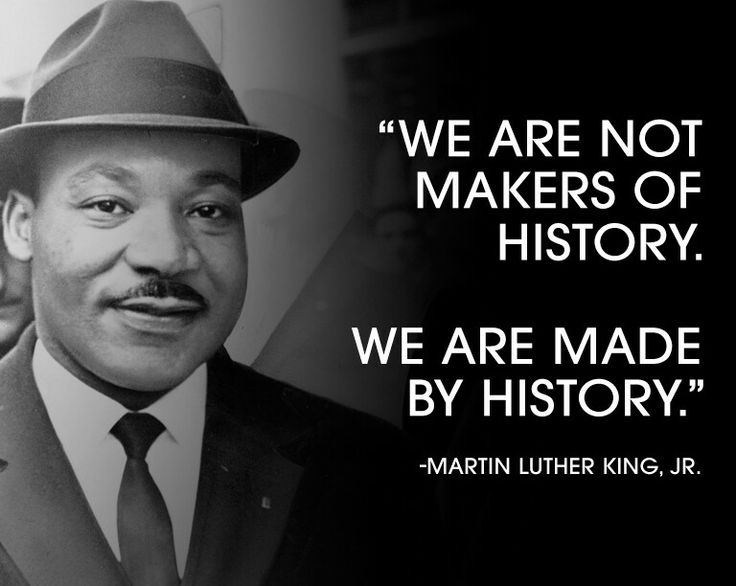 “WE ARE NOT
MAKERS OF
HISTORY.
WE ARE MADE
BY HISTORY.”
-MARTIN LUTHER KING, JR.